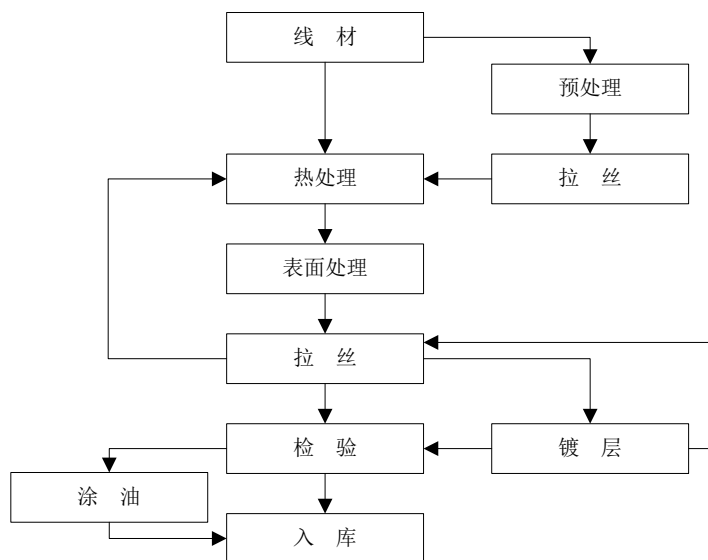 线 材
预处理
热处理
拉 丝
表面处理
拉 丝
检 验
镀 层
涂 油
入 库